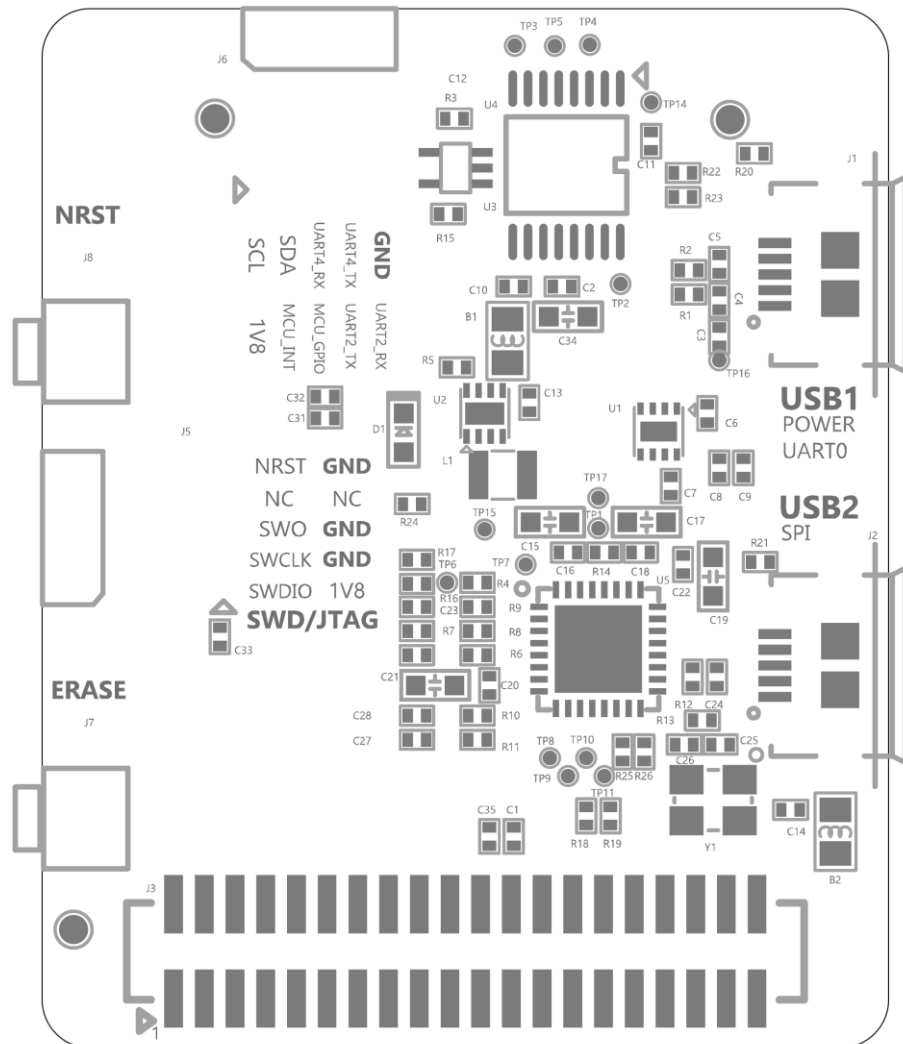 TP3 TP5 TP4
J6
C12
R3 U4
TP14
C11
R22 R20 J1
R23
U3
R15
NRST
J8
SCL SDA UART4_RX UART4_TX GND
1V8 MCU_INT MCU_GPIO UART2_TX UART2_RX
C10 C2 TP2
B1 C34
R2 C5
R1 C4
C3
TP16
R5
C32 U2 C13
C31
J5 D1 L1
U1 C6
USB1
POWER
UART0
NRST GND
NC NC
SWO GND
SWCLK GND
SWDIO 1V8
SWD/JTAG
C33
R24 TP15 TP17 C7 C8 C9
TP1
C15 C17
USB2
SPI
R17 TP6 TP7 C16 R14 C18 U5 R21 J2
R16 R4 C22
C23 R9 C19
R7 R8
R6
C21 C20
ERASE
J7
C28 R10 R12 C24
C27 R11 R13
C26 C25
TP8 TP10
TP9 TP11 R25 R26
C35 C1 R18 R19 Y1 C14
B2
J3
1